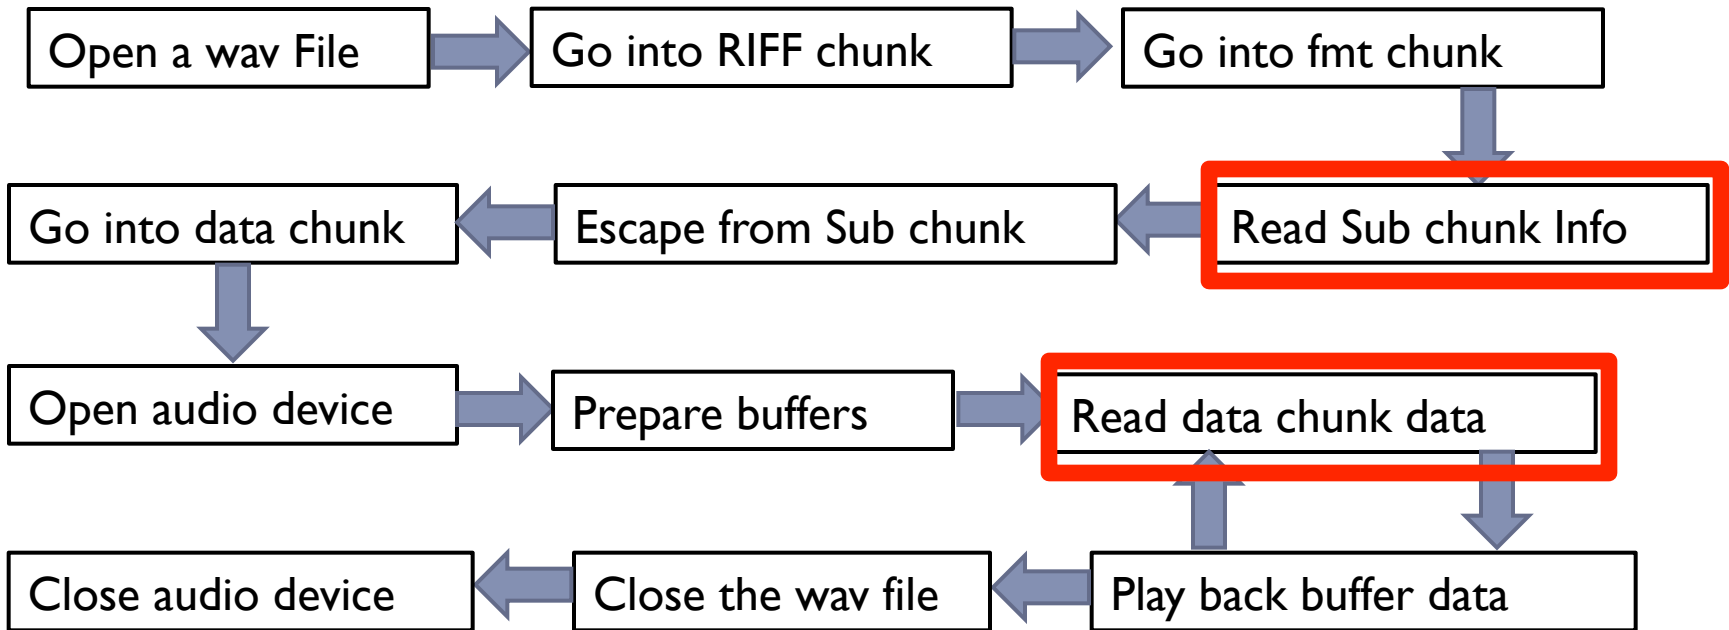 Open a wav File
Go into RIFF chunk
Go into fmt chunk
Read Sub chunk Info
Escape from Sub chunk
Go into data chunk
Open audio device
Prepare buffers
Read data chunk data
Play back buffer data
Close the wav file
Close audio device